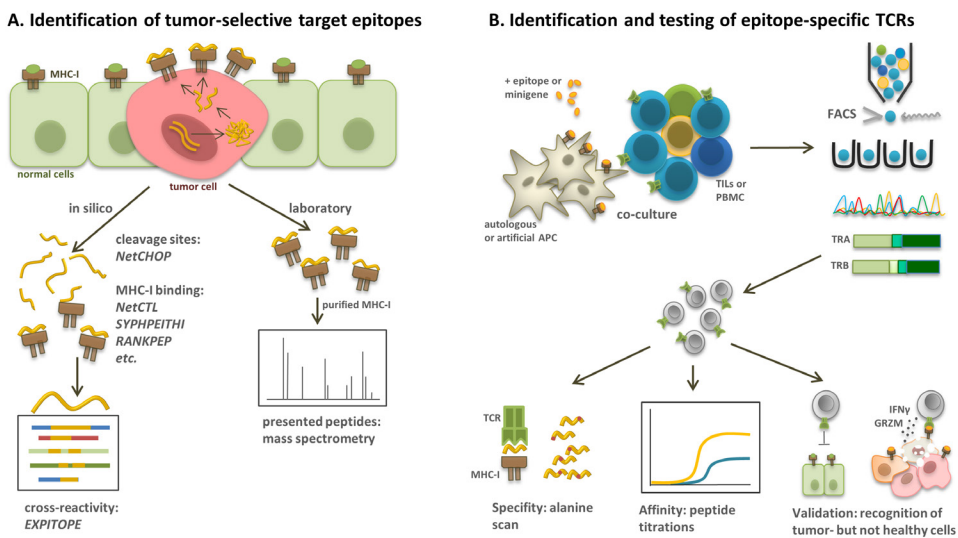 A. Identification of tumor-selective target epitopes
MHC-I
normal cells
tumor cell
in silico
laboratory
cleavage sites:
NetCHOP
MHC-I binding:
NetCTL
SYPHPEITHI
RANKPEP
etc.
purified MHC-I
presented peptides:
mass spectrometry
cross-reactivity:
EXPITOPE
B. Identification and testing of epitope-specific TCRs
+ epitope or
minigene
autologous
or artificial APC
co-culture
TILs or
PBMC
FACS
TRA
TRB
TCR
MHC-I
Specifity: alanine
scan
Affinity: peptide
titrations
IFNγ
GRZM
Validation: recognition of
tumor- but not healthy cells